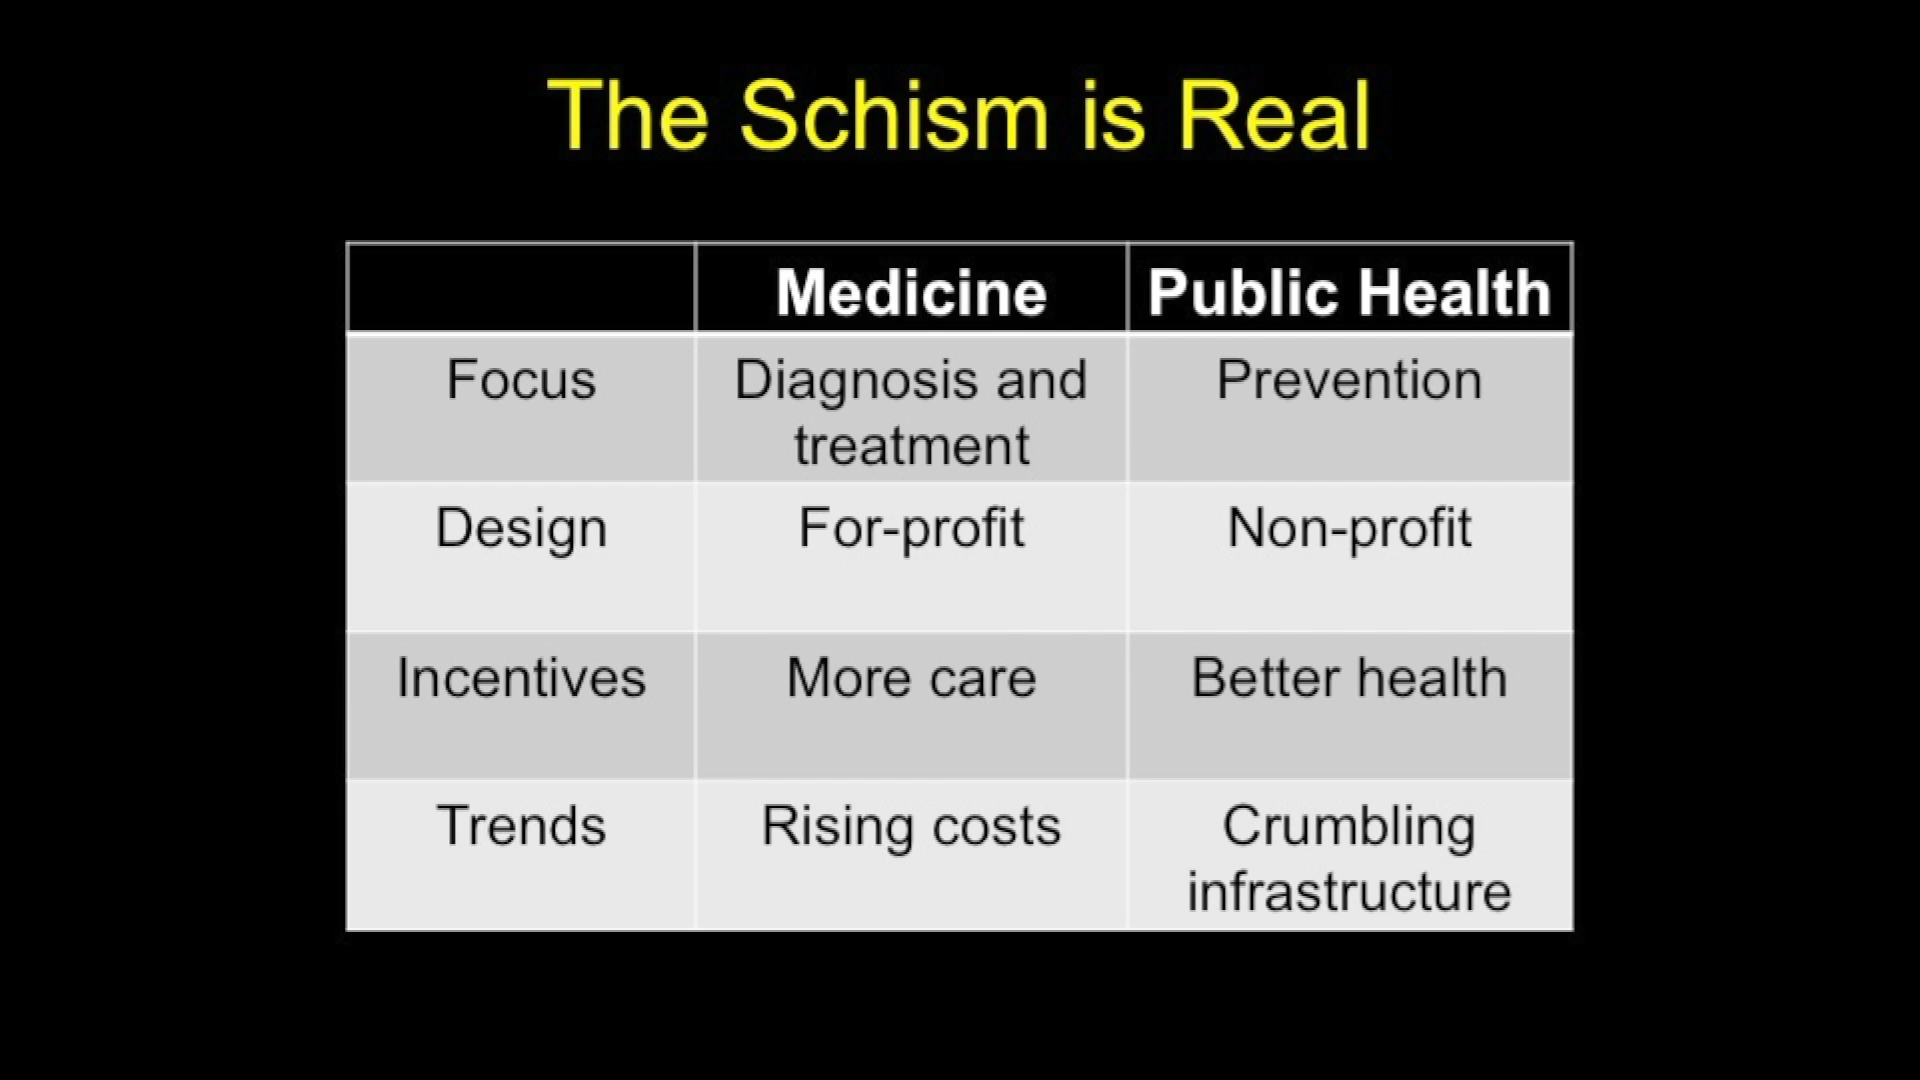 The Schism is Real
Medicine Public Health
Focus Diagnosis and Prevention
treatment
Design For-profit Non-profit
Incentives More care Better health
Trends Rising costs Crumbling
infrastructure